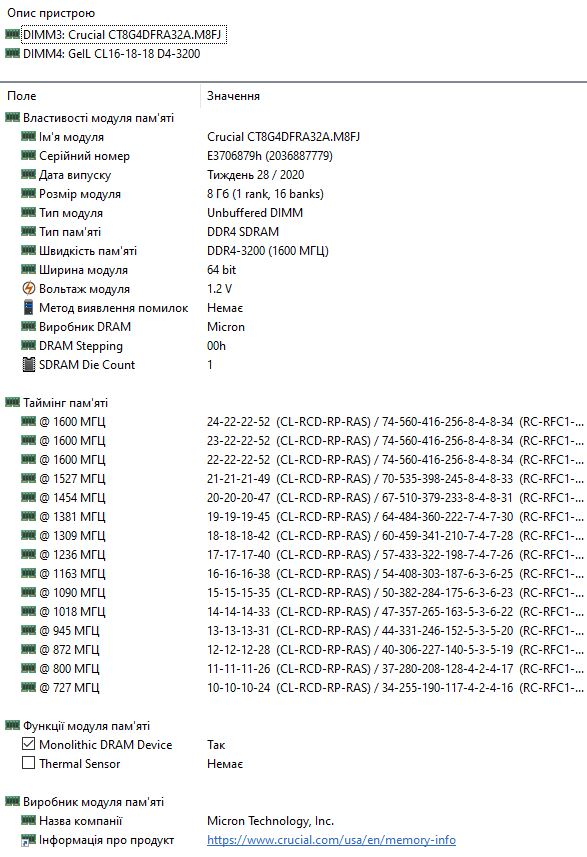 Опис пристрою
DIMM3: Crucial CT8G4DFRA32A.M8FJ
DIMM4: GeIL CL16-18-18 D4-3200
Поле Значення
Властивості модуля пам'яті
Ім'я модуля Crucial CT8G4DFRA32A.M8FJ
Серійний номер E3706879h (2036887779)
Дата випуску Тиждень 28 / 2020
Розмір модуля 8 Гб (1 rank, 16 banks)
Тип модуля Unbuffered DIMM
Тип пам'яті DDR4 SDRAM
Швидкість пам'яті DDR4-3200 (1600 МГЦ)
Ширина модуля 64 bit
Вольтаж модуля 1.2 V
Метод виявлення помилок Немає
Виробник DRAM Micron
DRAM Stepping 00h
SDRAM Die Count 1
Таймінг пам'яті
@ 1600 МГЦ 24-22-22-52 (CL-RCD-RP-RAS) / 74-560-416-256-8-4-8-34 (RC-RFC1-...
@ 1600 МГЦ 23-22-22-52 (CL-RCD-RP-RAS) / 74-560-416-256-8-4-8-34 (RC-RFC1-...
@ 1600 МГЦ 22-22-22-52 (CL-RCD-RP-RAS) / 74-560-416-256-8-4-8-34 (RC-RFC1-...
@ 1527 МГЦ 21-21-21-49 (CL-RCD-RP-RAS) / 70-535-398-245-8-4-8-33 (RC-RFC1-...
@ 1454 МГЦ 20-20-20-47 (CL-RCD-RP-RAS) / 67-510-379-233-8-4-8-31 (RC-RFC1-...
@ 1381 МГЦ 19-19-19-45 (CL-RCD-RP-RAS) / 64-484-360-222-7-4-7-30 (RC-RFC1-...
@ 1309 МГЦ 18-18-18-42 (CL-RCD-RP-RAS) / 60-459-341-210-7-4-7-28 (RC-RFC1-...
@ 1236 МГЦ 17-17-17-40 (CL-RCD-RP-RAS) / 57-433-322-198-7-4-7-26 (RC-RFC1-...
@ 1163 МГЦ 16-16-16-38 (CL-RCD-RP-RAS) / 54-408-303-187-6-3-6-25 (RC-RFC1-...
@ 1090 МГЦ 15-15-15-35 (CL-RCD-RP-RAS) / 50-382-284-175-6-3-6-23 (RC-RFC1-...
@ 1018 МГЦ 14-14-14-33 (CL-RCD-RP-RAS) / 47-357-265-163-5-3-6-22 (RC-RFC1-...
@ 945 МГЦ 13-13-13-31 (CL-RCD-RP-RAS) / 44-331-246-152-5-3-5-20 (RC-RFC1-...
@ 872 МГЦ 12-12-12-28 (CL-RCD-RP-RAS) / 40-306-227-140-5-3-5-19 (RC-RFC1-...
@ 800 МГЦ 11-11-11-26 (CL-RCD-RP-RAS) / 37-280-208-128-4-2-4-17 (RC-RFC1-...
@ 727 МГЦ 10-10-10-24 (CL-RCD-RP-RAS) / 34-255-190-117-4-2-4-16 (RC-RFC1-...
Функції модуля пам'яті
Monolithic DRAM Device Так
Thermal Sensor Немає
Виробник модуля пам'яті
Назва компанії Micron Technology, Inc.
Інформація про продукт https://www.crucial.com/usa/en/memory-info